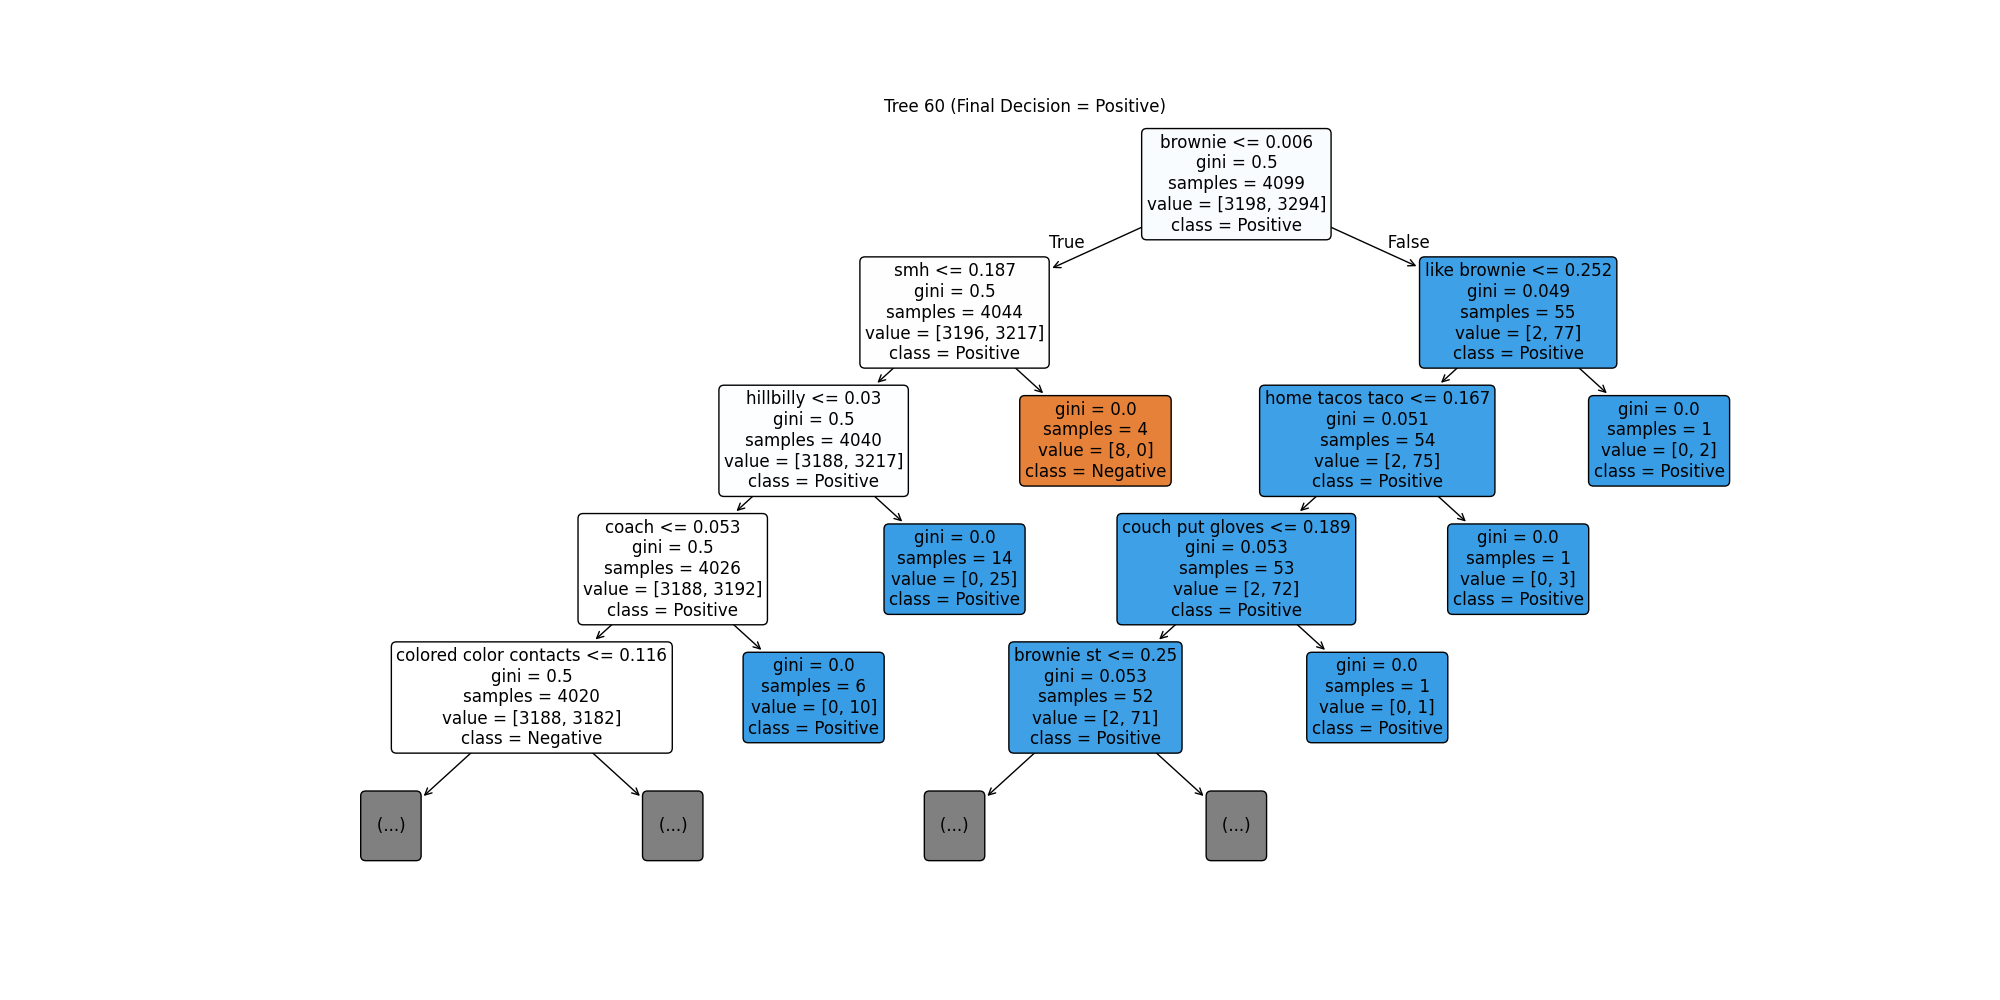 Tree 60 (Final Decision = Positive)
brownie <= 0.006
gini = 0.5
samples = 4099
value = [3198, 3294]
class = Positive
True
False
smh <= 0.187
gini = 0.5
samples = 4044
value = [3196, 3217]
class = Positive
like brownie <= 0.252
gini = 0.049
samples = 55
value = [2, 77]
class = Positive
hillbilly <= 0.03
gini = 0.5
samples = 4040
value = [3188, 3217]
class = Positive
gini = 0.0
samples = 4
value = [8, 0]
class = Negative
home tacos taco <= 0.167
gini = 0.051
samples = 54
value = [2, 75]
class = Positive
gini = 0.0
samples = 1
value = [0, 2]
class = Positive
coach <= 0.053
gini = 0.5
samples = 4026
value = [3188, 3192]
class = Positive
gini = 0.0
samples = 14
value = [0, 25]
class = Positive
couch put gloves <= 0.189
gini = 0.053
samples = 53
value = [2, 72]
class = Positive
gini = 0.0
samples = 1
value = [0, 3]
class = Positive
colored color contacts <= 0.116
gini = 0.5
samples = 4020
value = [3188, 3182]
class = Negative
gini = 0.0
samples = 6
value = [0, 10]
class = Positive
brownie st <= 0.25
gini = 0.053
samples = 52
value = [2, 71]
class = Positive
gini = 0.0
samples = 1
value = [0, 1]
class = Positive
(...)
(...)
(...)
(...)